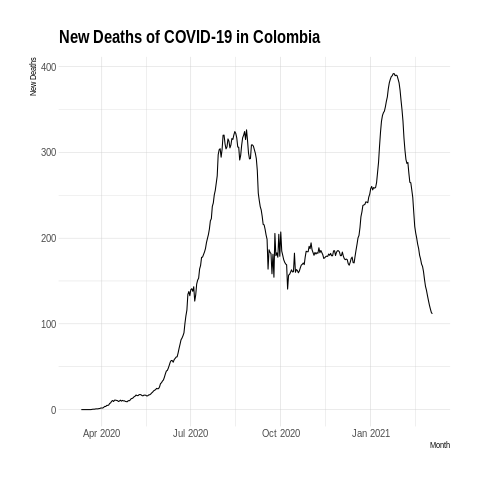 New Deaths of COVID-19 in Colombia
New Deaths
400
300
200
100
0
Apr 2020
Jul 2020
Oct 2020
Jan 2021
Month